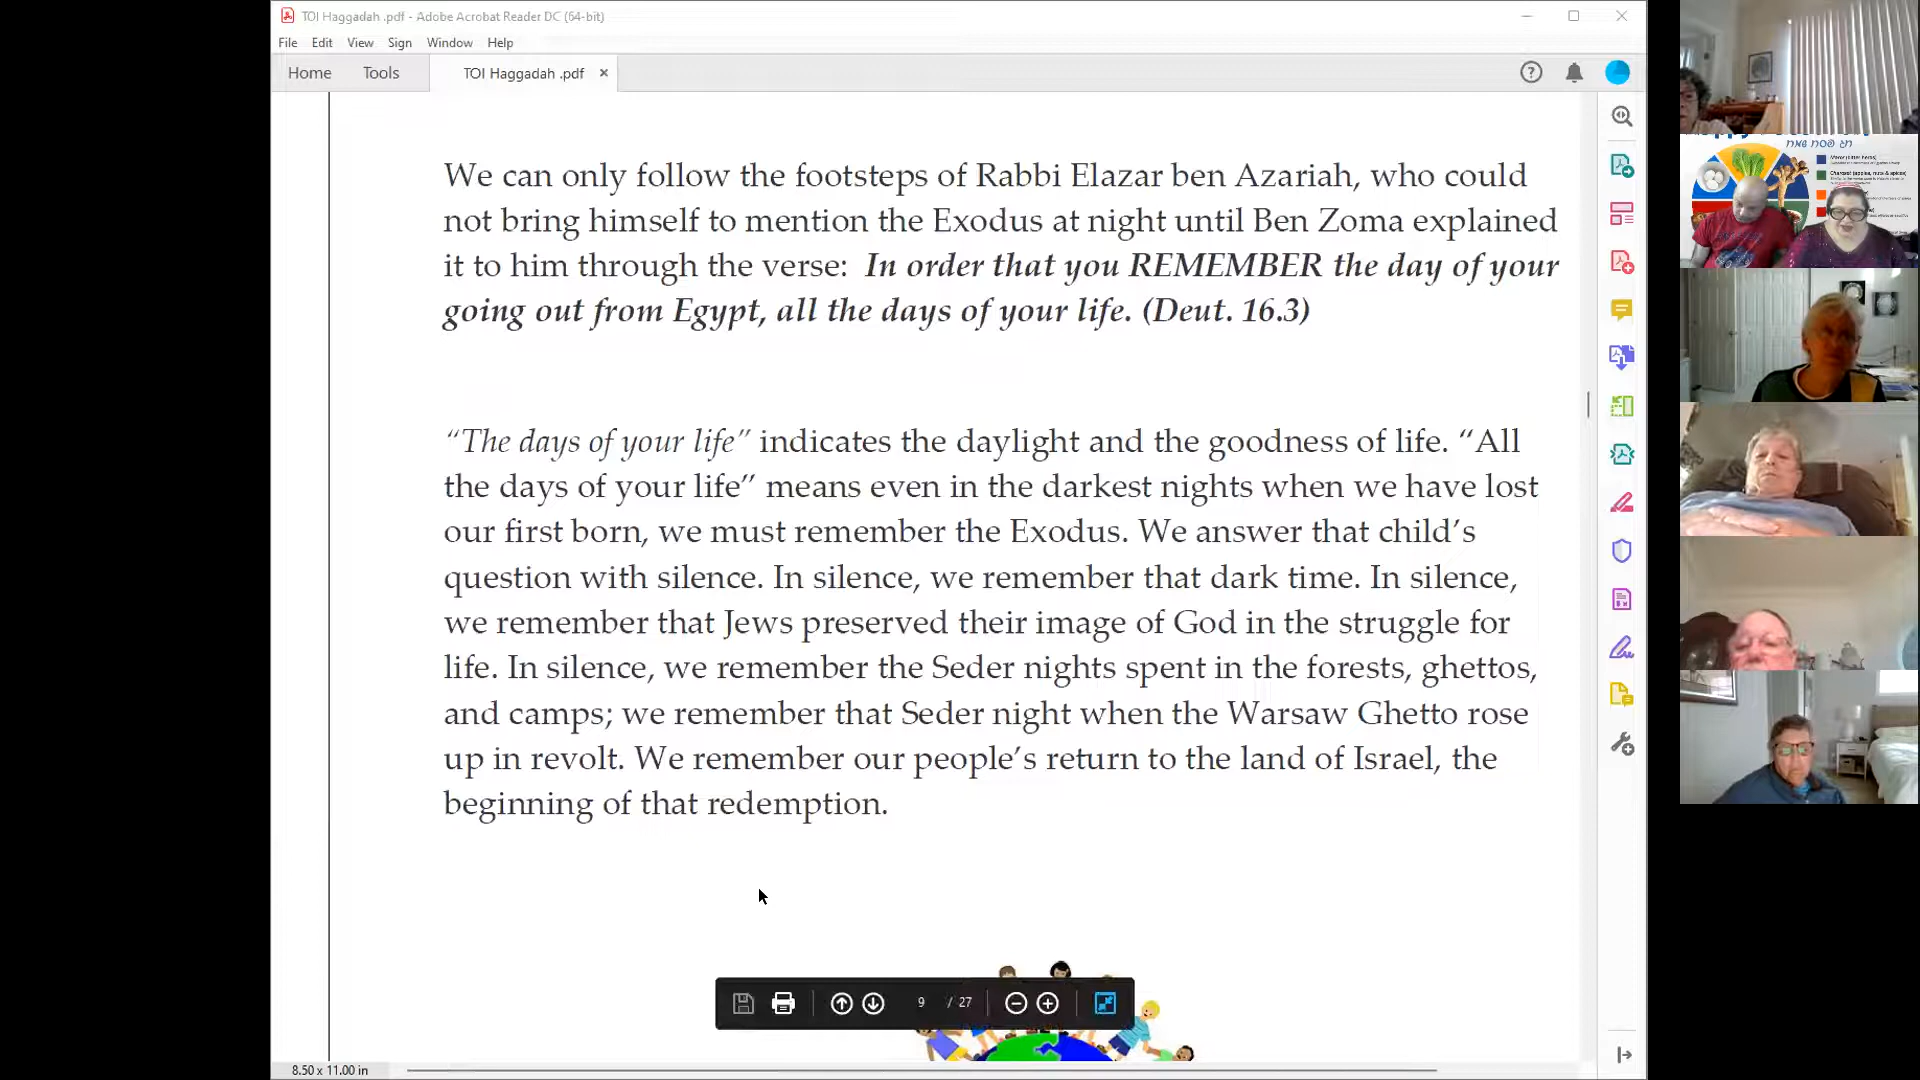 TOI Haggadah .pdf - Adobe Acrobat Reader DC (64-bit)
File Edit View Sign Window Help
Home Tools TOI Haggadah .pdf
We can only follow the footsteps of Rabbi Elazar ben Azariah, who could
not bring himself to mention the Exodus at night until Ben Zoma explained
it to him through the verse: In order that you REMEMBER the day of your
going out from Egypt, all the days of your life. (Deut. 16.3)
“The days of your life” indicates the daylight and the goodness of life. “All
the days of your life” means even in the darkest nights when we have lost
our first born, we must remember the Exodus. We answer that child’s
question with silence. In silence, we remember that dark time. In silence,
we remember that Jews preserved their image of God in the struggle for
life. In silence, we remember the Seder nights spent in the forests, ghettos,
and camps; we remember that Seder night when the Warsaw Ghetto rose
up in revolt. We remember our people’s return to the land of Israel, the
beginning of that redemption.
9 / 27
8.50 x 11.00 in
Maror (bitter herbs)
Charoset (apples, nuts & spices)